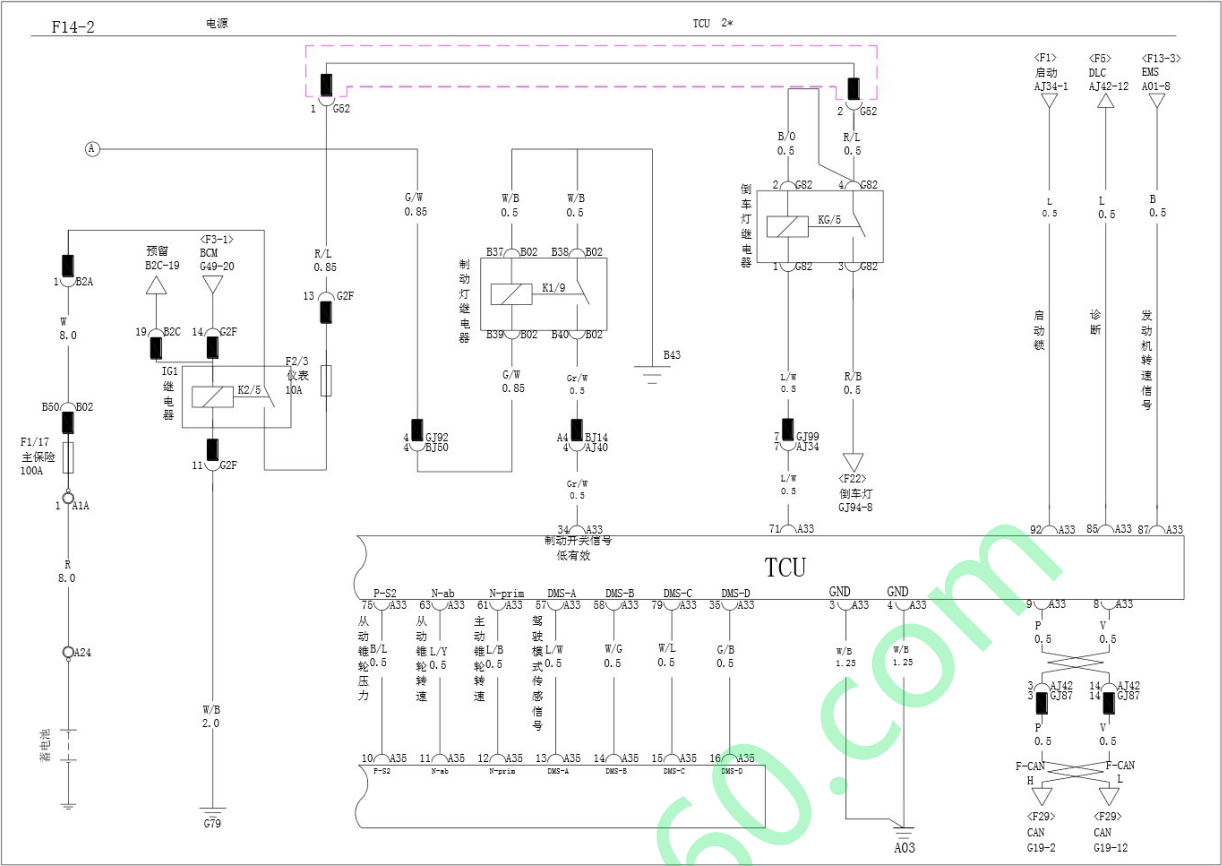 F14-2
电源
TCU 2*
<F1>
启动
AJ34-1
<F5>
DLC
AJ42-12
<F13-3>
EMS
A01-8
1 G52
2 G52
A
B/O
0.5
R/L
0.5
G/W
0.85
W/B
0.5
W/B
0.5
2 G82
4 G82
倒车灯继电器
KG/5
1 G82
3 G82
L
0.5
L
0.5
B
0.5
预留
B2C-19
<F3-1>
BCM
G49-20
R/L
0.85
B37 B02
B38 B02
制动灯继电器
K1/9
B39 B02
B40 B02
1 B2A
13 G2F
W
8.0
19 B2C
14 G2F
启动锁
诊断
发动机转速信号
B43
F2/3
仪表
10A
IG1
继电器
K2/5
G/W
0.85
Gr/W
0.5
L/W
0.5
R/B
0.5
B50 B02
F1/17
主保险
100A
11 G2F
4 GJ92
4 BJ50
A4 BJ14
4 AJ40
7 GJ99
7 AJ34
<F22>
倒车灯
GJ94-8
Gr/W
0.5
L/W
0.5
1 A1A
34 A33
制动开关信号
低有效
71 A33
92 A33
85 A33
87 A33
TCU
R
8.0
P-S2
N-ab
N-prim
DMS-A
DMS-B
DMS-C
DMS-D
GND
GND
75 A33
63 A33
61 A33
57 A33
58 A33
79 A33
35 A33
3 A33
4 A33
9 A33
8 A33
从动锥轮压力
B/L
0.5
从动锥轮转速
L/Y
0.5
主动锥轮转速
L/B
0.5
驾驶模式传感信号
L/W
0.5
W/G
0.5
W/L
0.5
G/B
0.5
W/B
1.25
W/B
1.25
P
0.5
V
0.5
A24
3 AJ42
3 GJ87
14 AJ42
14 GJ87
W/B
2.0
P
0.5
V
0.5
蓄电池
10 A35
11 A35
12 A35
13 A35
14 A35
15 A35
16 A35
P-S2
N-ab
N-prim
DMS-A
DMS-B
DMS-C
DMS-D
F-CAN
H
F-CAN
L
G79
A03
<F29>
CAN
G19-2
<F29>
CAN
G19-12
60.com